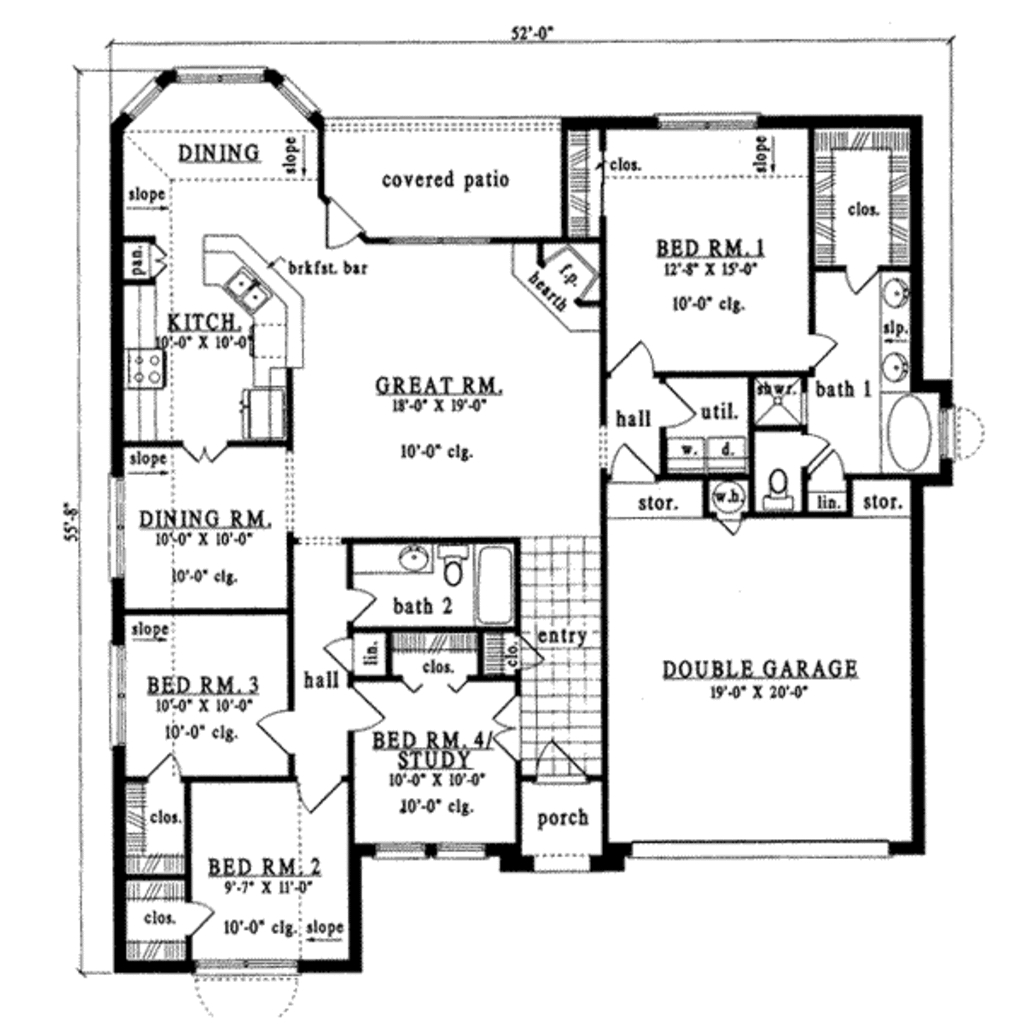 52'-0"
DINING
slope
slope
covered patio
clos.
slope
clos.
pan.
brkfst. bar
f.p.
hearth
BED RM. 1
12'-8" X 15'-0"
10'-0" clg.
KITCH.
10'-0" X 10'-0"
slp.
GREAT RM.
18'-0" X 19'-0"
10'-0" clg.
hall
util.
shwr.
bath 1
w.
d.
slope
stor.
w.h.
lin.
stor.
55'-8"
DINING RM.
10'-0" X 10'-0"
10'-0" clg.
bath 2
entry
slope
lin.
clos.
clo.
hall
BED RM. 3
10'-0" X 10'-0"
10'-0" clg.
DOUBLE GARAGE
19'-0" X 20'-0"
BED RM. 4/
STUDY
10'-0" X 10'-0"
10'-0" clg.
clos.
porch
BED RM. 2
9'-7" X 11'-0"
10'-0" clg.
slope
clos.